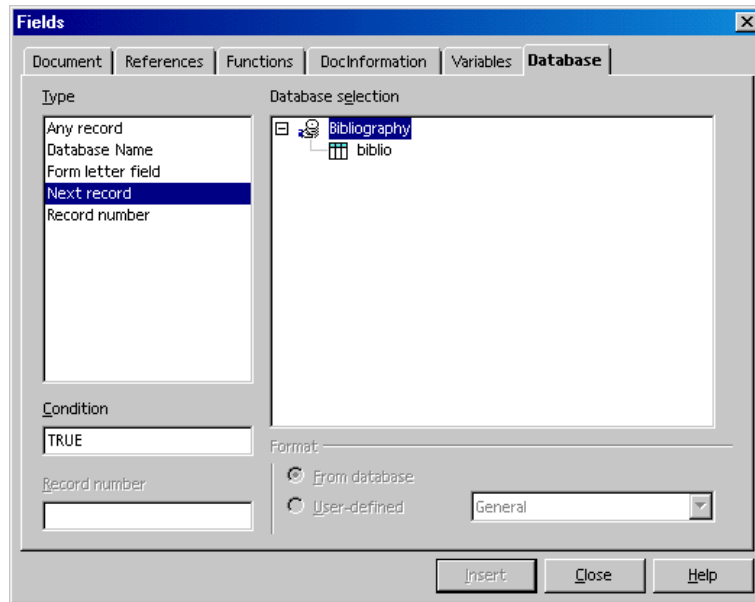 Fields
Document References Functions DocInformation Variables Database
Type
Any record
Database Name
Form letter field
Next record
Record number
Database selection
Bibliography
biblio
Condition
TRUE
Record number
Format
From database
User-defined General
Insert Close Help